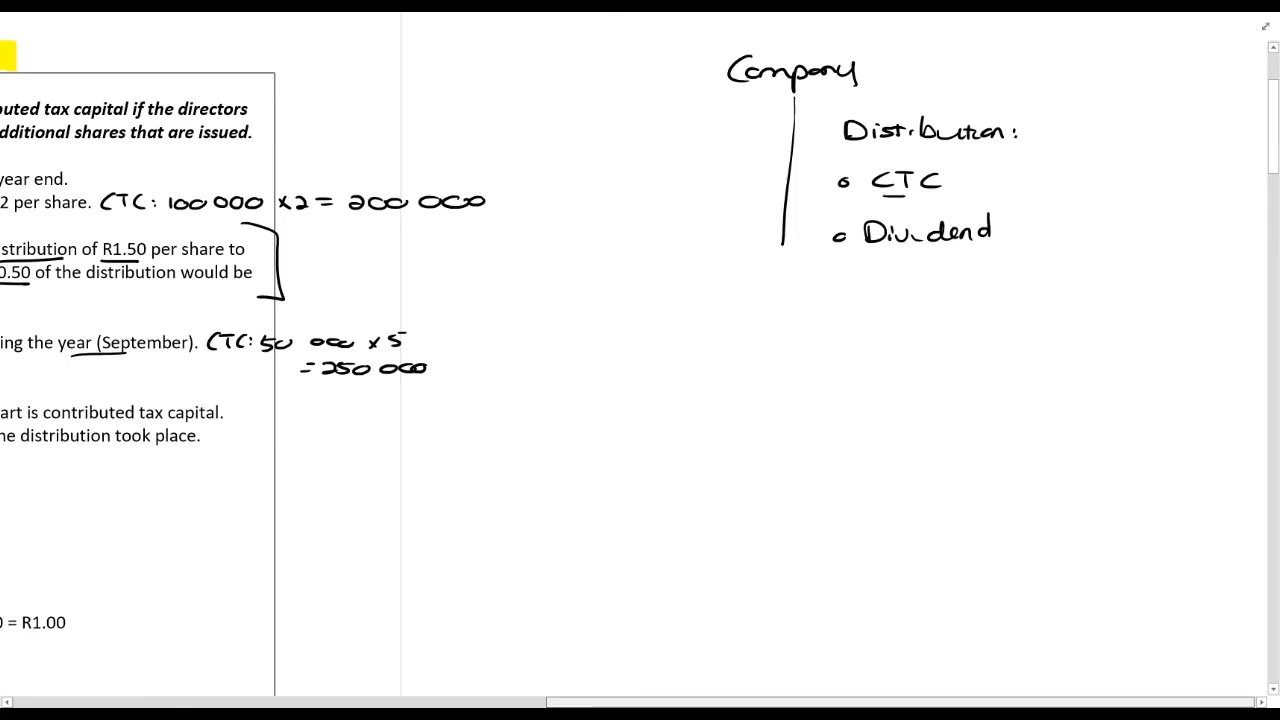 Company
buted tax capital if the directors
additional shares that are issued.
Distribution:
year end.
2 per share. CTC: 100 000 x2 = 200 000
• CTC
• Dividend
stribution of R1.50 per share to
0.50 of the distribution would be
ing the year (September). CTC: 50 000 x 5
= 250 000
art is contributed tax capital.
he distribution took place.
0 = R1.00